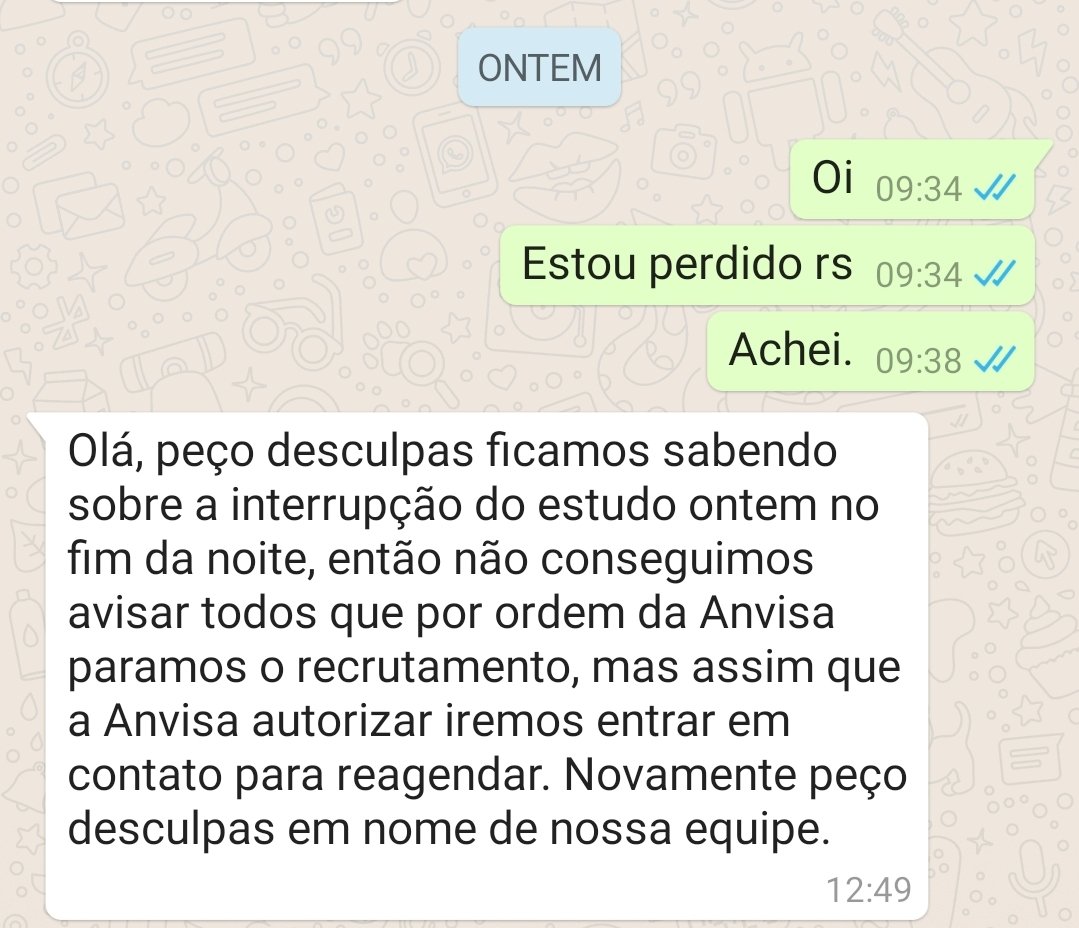 ONTEM
Oi 09:34
Estou perdido rs 09:34
Achei. 09:38
Olá, peço desculpas ficamos sabendo
sobre a interrupção do estudo ontem no
fim da noite, então não conseguimos
avisar todos que por ordem da Anvisa
paramos o recrutamento, mas assim que
a Anvisa autorizar iremos entrar em
contato para reagendar. Novamente peço
desculpas em nome de nossa equipe.
12:49